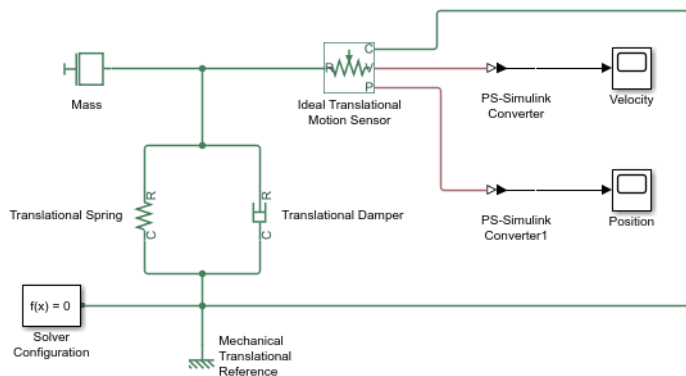 C
R
V
P
Mass
Ideal Translational
Motion Sensor
PS-Simulink
Converter
Velocity
R
R
Translational Spring
Translational Damper
C
C
PS-Simulink
Converter1
Position
f(x) = 0
Solver
Configuration
Mechanical
Translational
Reference